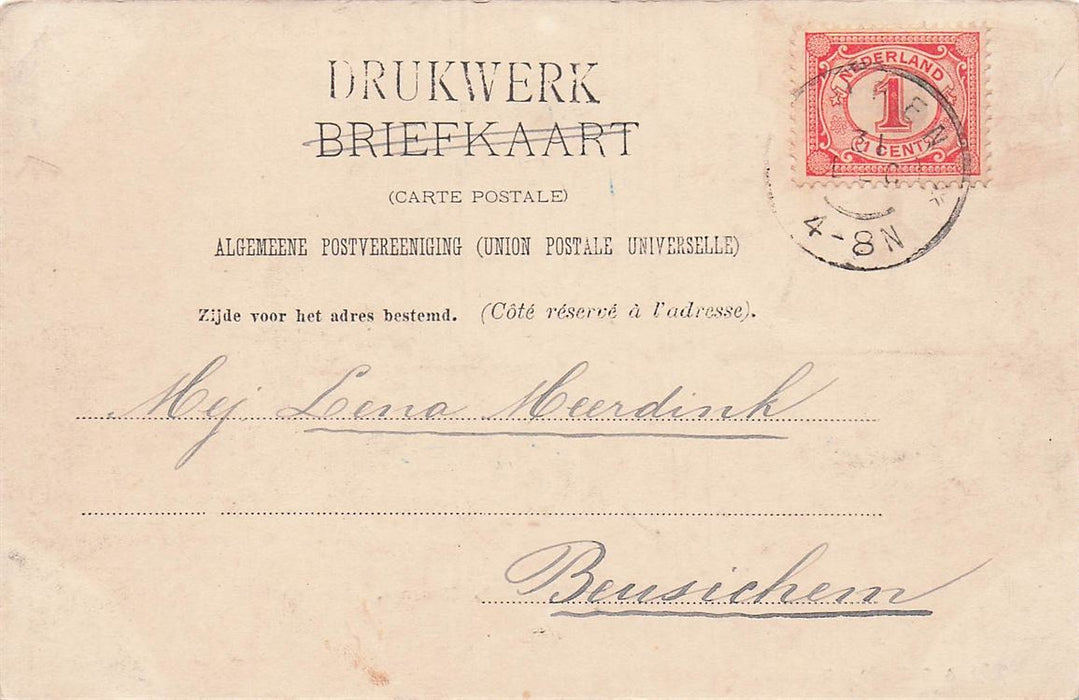 DRUKWERK
BRIEFKAART
(CARTE POSTALE)
ALGEMEENE POSTVEREENIGING (UNION POSTALE UNIVERSELLE)
Zijde voor het adres bestemd. (Côté réservé à l'adresse).
NEDERLAND
1
1 CENT
4-8N
Mej Lena Meerdink
Beusichem